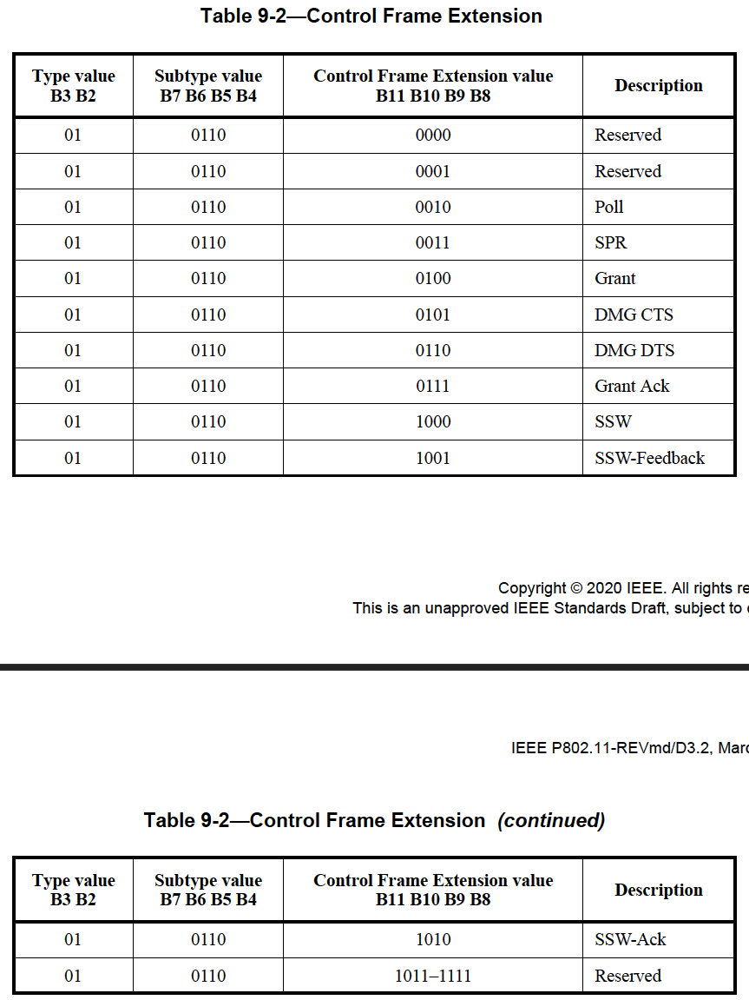 Table 9-2—Control Frame Extension
Type value Subtype value Control Frame Extension value Description
B3 B2 B7 B6 B5 B4 B11 B10 B9 B8
01 0110 0000 Reserved
01 0110 0001 Reserved
01 0110 0010 Poll
01 0110 0011 SPR
01 0110 0100 Grant
01 0110 0101 DMG CTS
01 0110 0110 DMG DTS
01 0110 0111 Grant Ack
01 0110 1000 SSW
01 0110 1001 SSW-Feedback
Copyright © 2020 IEEE. All rights re
This is an unapproved IEEE Standards Draft, subject to
IEEE P802.11-REVmd/D3.2, Marc
Table 9-2—Control Frame Extension (continued)
Type value Subtype value Control Frame Extension value Description
B3 B2 B7 B6 B5 B4 B11 B10 B9 B8
01 0110 1010 SSW-Ack
01 0110 1011–1111 Reserved